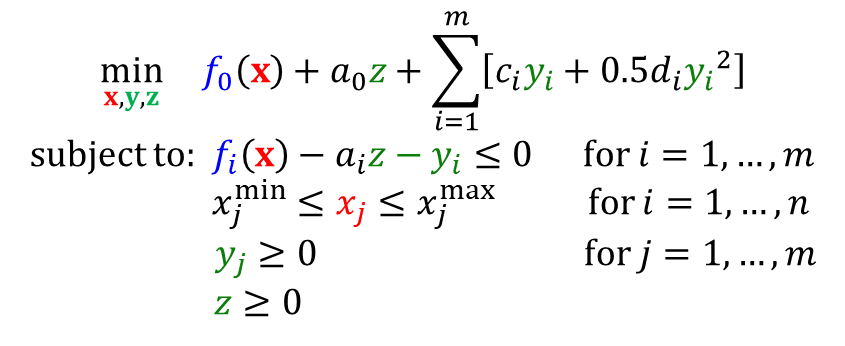 min x,y,z f₀(x) + a₀z + ∑ᵢ₌₁ᵐ [cᵢyᵢ + 0.5dᵢyᵢ²]
subject to: fᵢ(x) − aᵢz − yᵢ ≤ 0 for i = 1, …, m
xⱼᵐⁱⁿ ≤ xⱼ ≤ xⱼᵐᵃˣ for i = 1, …, n
yⱼ ≥ 0 for j = 1, …, m
z ≥ 0